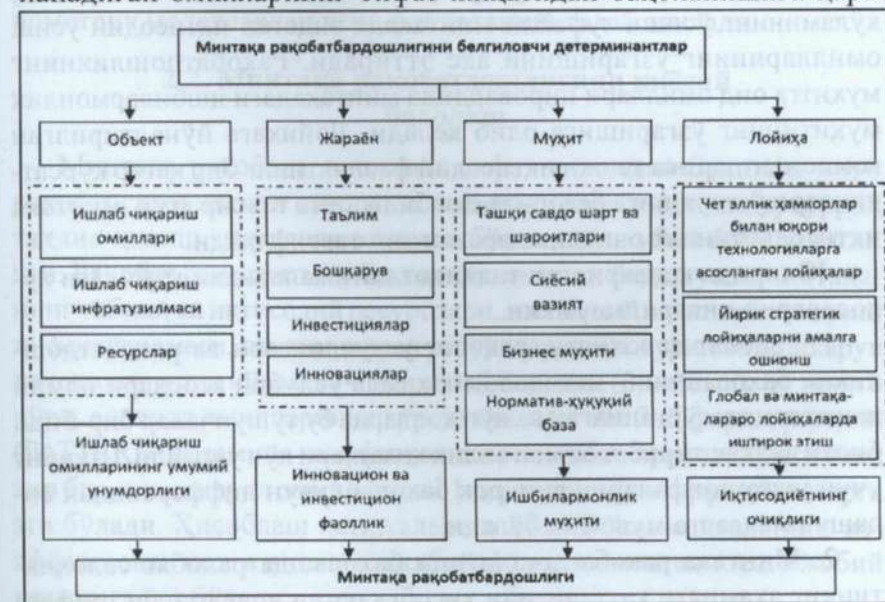 Минтақа рақобатбардошлигини белгиловчи детерминантлар
Объект
Жараён
Муҳит
Лойиҳа
Ишлаб чиқариш
омиллари
Ишлаб чиқариш
инфратузилмаси
Ресурслар
Ишлаб чиқариш
омилларининг умумий
унумдорлиги
Таълим
Бошқарув
Инвестициялар
Инновациялар
Инновацион ва
инвестицион
фаоллик
Ташқи савдо шарт ва
шароитлари
Сиёсий
вазият
Бизнес муҳити
Норматив-ҳуқуқий
база
Ишбилармонлик
муҳити
Четэллик ҳамкорлар
билан юқори
технологияларга
асосланган лойиҳалар
Йирик стратегик
лойиҳаларни амалга
ошириш
Глобал ва минтақа-
лараро лойиҳаларда
иштирок этиш
Иқтисодиётнинг
очиқлиги
Минтақа рақобатбардошлиги